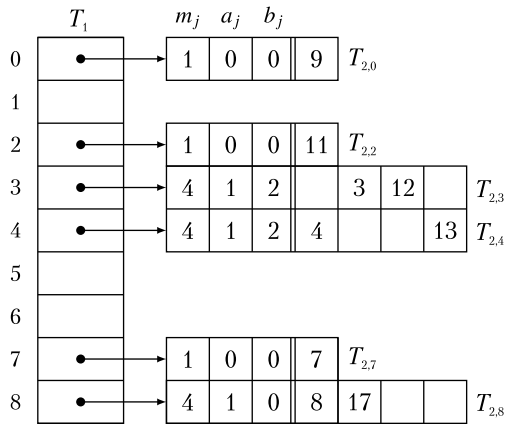 T₁ mⱼ aⱼ bⱼ
0 1 0 0 9 T₂,₀
1
2 1 0 0 11 T₂,₂
3 4 1 2 3 12 T₂,₃
4 4 1 2 4 13 T₂,₄
5
6
7 1 0 0 7 T₂,₇
8 4 1 0 8 17 T₂,₈